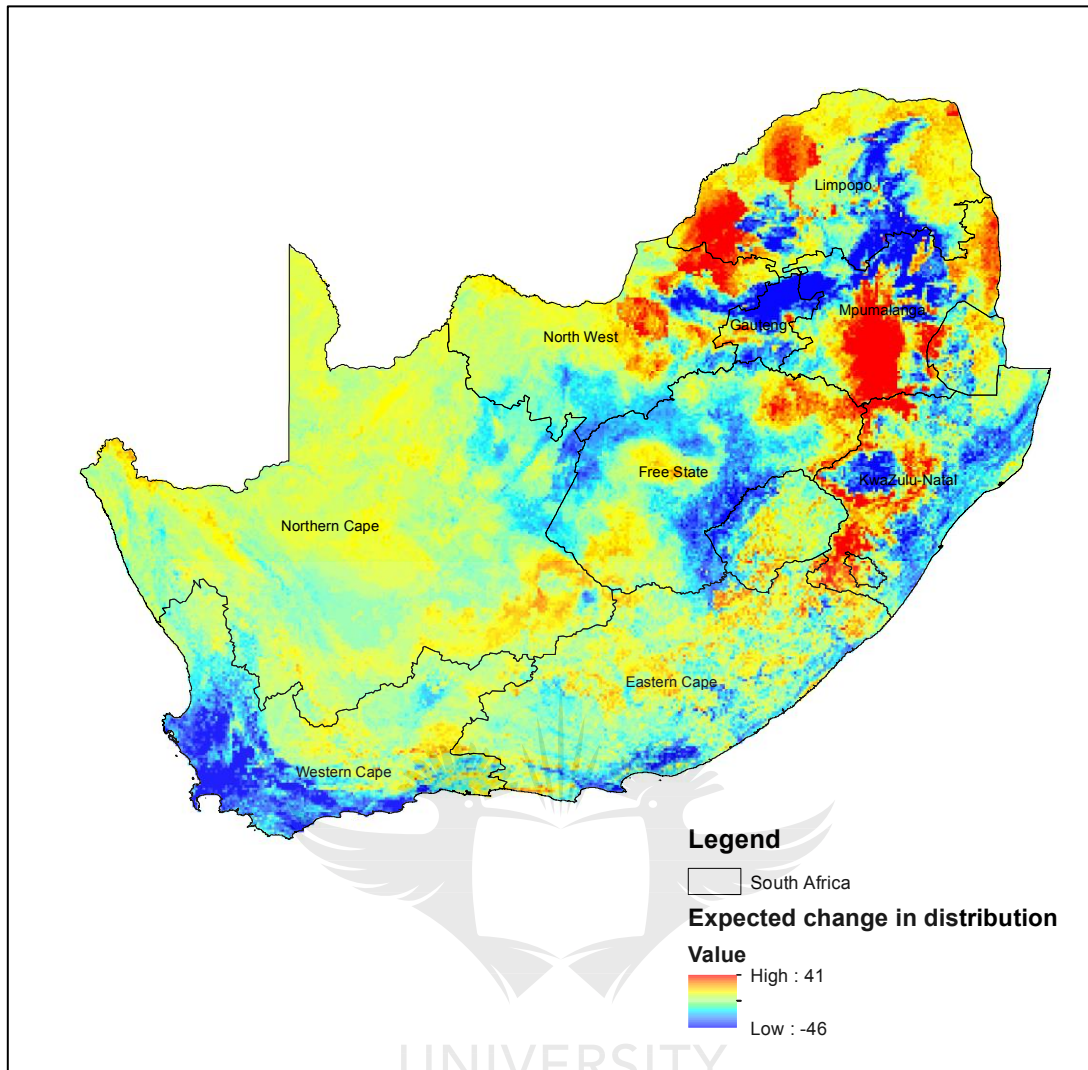 Limpopo
Mpumalanga
Gauteng
North West
Free State
KwaZulu-Natal
Northern Cape
Eastern Cape
Western Cape
Legend
South Africa
Expected change in distribution
Value
High : 41
Low : -46
UNIVERSITY